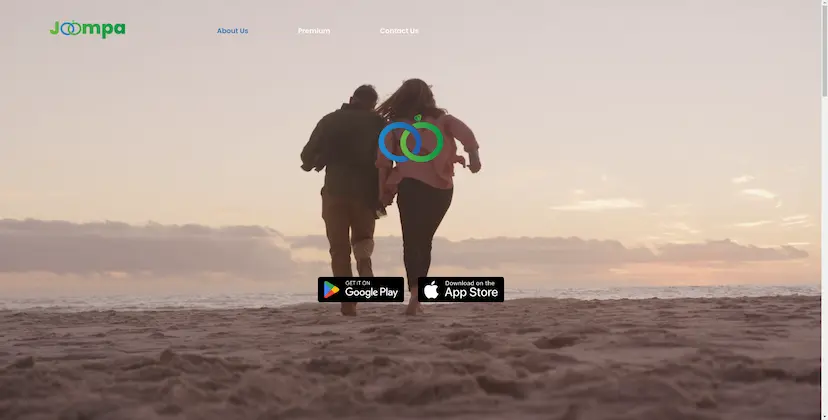 Joompa
About Us
Premium
Contact Us
GET IT ON
Google Play
Download on the
App Store